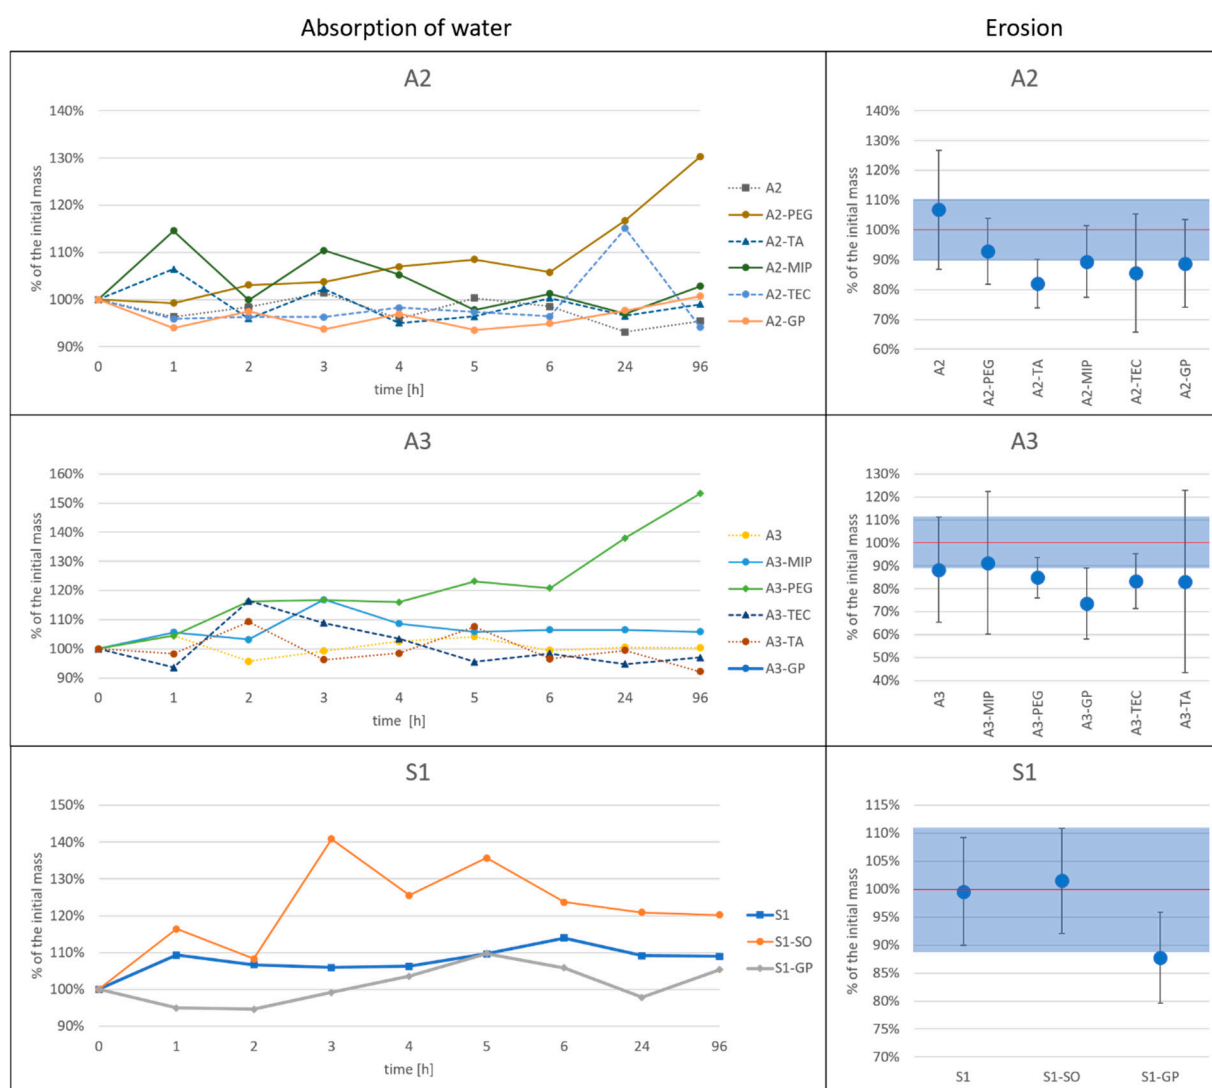 Absorption of water
Erosion
A2
140%
130%
120%
110%
100%
90%
% of the initial mass
0 1 2 3 4 5 6 24 96
time [h]
A2
A2-PEG
A2-TA
A2-MIP
A2-TEC
A2-GP
A2
140%
130%
120%
110%
100%
90%
80%
70%
60%
% of the initial mass
A2
A2-PEG
A2-TA
A2-MIP
A2-TEC
A2-GP
A3
160%
150%
140%
130%
120%
110%
100%
90%
% of the initial mass
0 1 2 3 4 5 6 24 96
time [h]
A3
A3-MIP
A3-PEG
A3-TEC
A3-TA
A3-GP
A3
130%
120%
110%
100%
90%
80%
70%
60%
50%
40%
% of the initial mass
A3
A3-MIP
A3-PEG
A3-GP
A3-TEC
A3-TA
S1
150%
140%
130%
120%
110%
100%
90%
% of the initial mass
0 1 2 3 4 5 6 24 96
time [h]
S1
S1-SO
S1-GP
S1
115%
110%
105%
100%
95%
90%
85%
80%
75%
70%
% of the initial mass
S1 S1-SO S1-GP